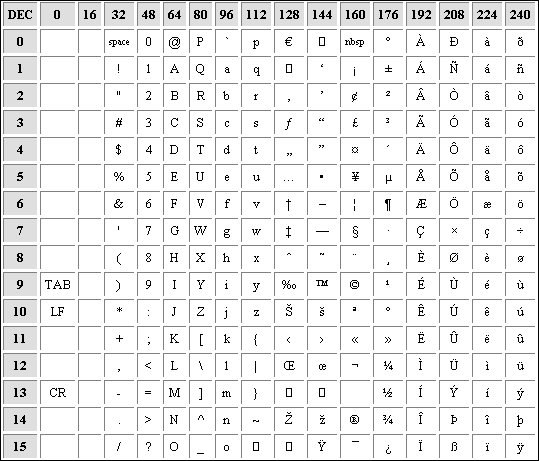 DEC 0 16 32 48 64 80 96 112 128 144 160 176 192 208 224 240
0 space 0 @ P ` p € □ nbsp ° À Ð à ð
1 ! 1 A Q a q □ ‘ ¡ ± Á Ñ á ñ
2 " 2 B R b r ‚ ’ ¢ ² Â Ò â ò
3 # 3 C S c s ƒ “ £ ³ Ã Ó ã ó
4 $ 4 D T d t „ ” ¤ ´ Ä Ô ä ô
5 % 5 E U e u … • ¥ µ Å Õ å õ
6 & 6 F V f v † – ¦ ¶ Æ Ö æ ö
7 ' 7 G W g w ‡ — § · Ç × ç ÷
8 ( 8 H X h x ˆ ˜ ¨ ¸ È Ø è ø
9 TAB ) 9 I Y i y ‰ ™ © ¹ É Ù é ù
10 LF * : J Z j z Š š ª º Ê Ú ê ú
11 + ; K [ k { ‹ › « » Ë Û ë û
12 , < L \ l | Œ œ ¬ ¼ Ì Ü ì ü
13 CR - = M ] m } □ □ ½ Í Ý í ý
14 . > N ^ n ~ Ž ž ® ¾ Î Þ î þ
15 / ? O _ o □ □ Ÿ ¯ ¿ Ï ß ï ÿ